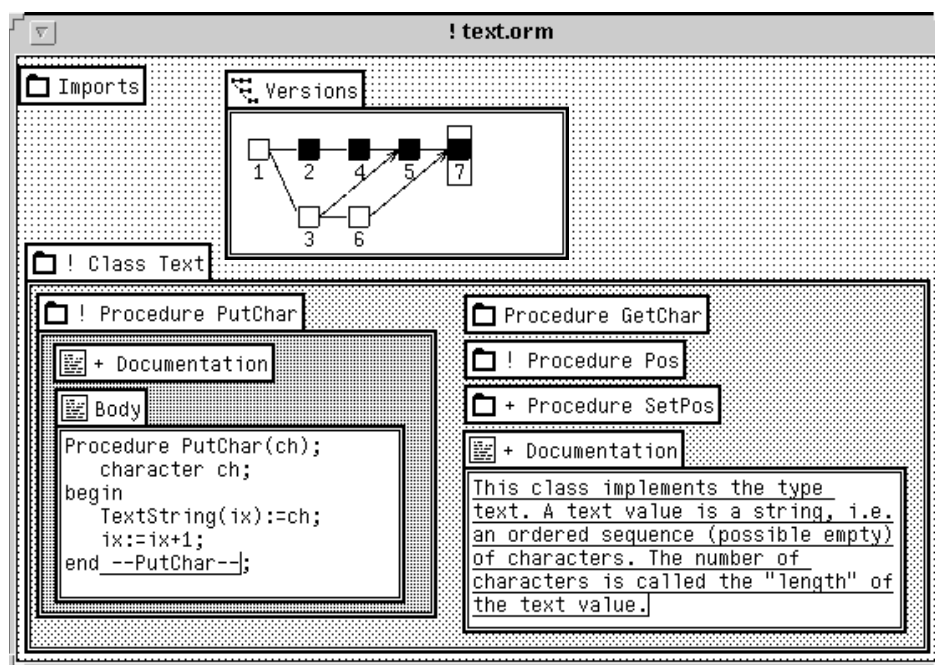 ! text.orm
Imports
Versions
1 2 4 5 7
3 6
! Class Text
! Procedure PutChar
+ Documentation
Body
Procedure PutChar(ch);
character ch;
begin
TextString(ix):=ch;
ix:=ix+1;
end --PutChar--;
Procedure GetChar
! Procedure Pos
+ Procedure SetPos
+ Documentation
This class implements the type
text. A text value is a string, i.e.
an ordered sequence (possible empty)
of characters. The number of
characters is called the "length" of
the text value.